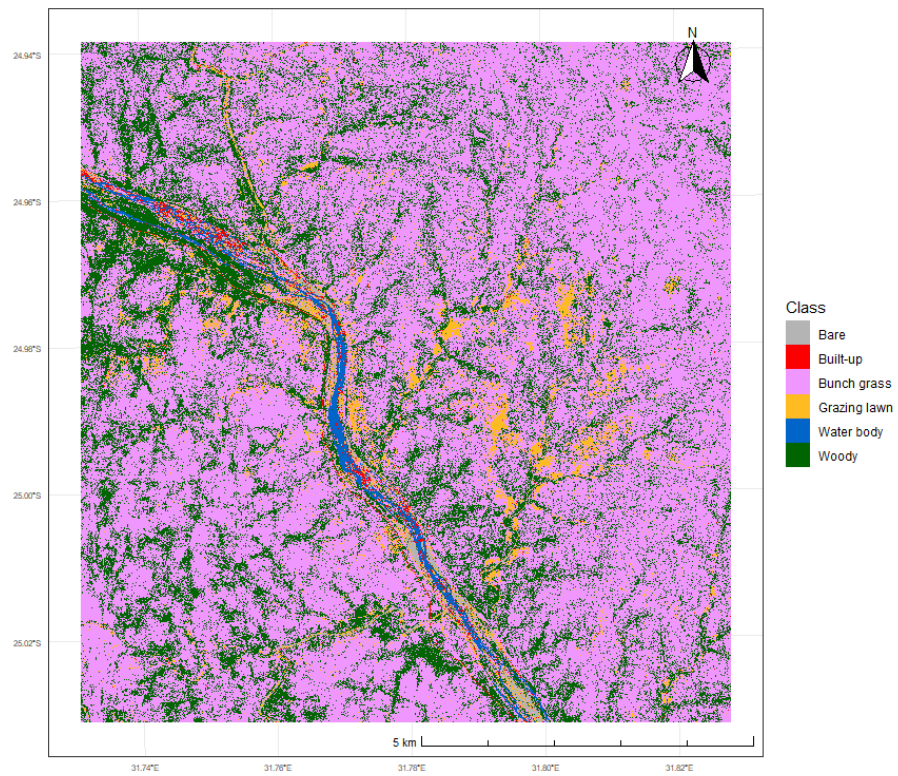 N
24.94°S
24.96°S
24.98°S
25.00°S
25.02°S
Class
Bare
Built-up
Bunch grass
Grazing lawn
Water body
Woody
5 km
31.74°E
31.76°E
31.78°E
31.80°E
31.82°E